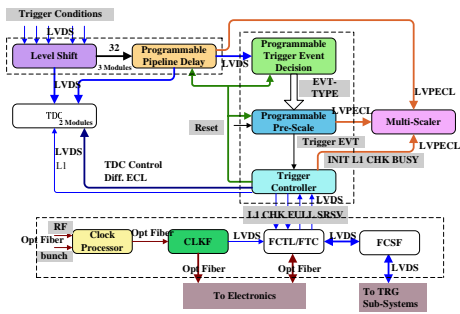 Trigger Conditions
LVDS
Level Shift
32
3 Modules
Programmable
Pipeline Delay
LVDS
Programmable
Trigger Event
Decision
LVPECL
LVDS
LVDS
EVT-
TYPE
TDC
2 Modules
Reset
Programmable
Pre-Scale
LVPECL
Multi-Scaler
Trigger EVT
LVPECL
INIT L1 CHK BUSY
LVDS
L1
TDC Control
Diff. ECL
Trigger
Controller
LVDS
L1 CHK FULL SRSV
RF
Opt Fiber
bunch
Clock
Processor
Opt Fiber
CLKF
LVDS
FCTL/FTC
LVDS
FCSF
Opt Fiber
Opt Fiber
LVDS
To Electronics
To TRG
Sub-Systems